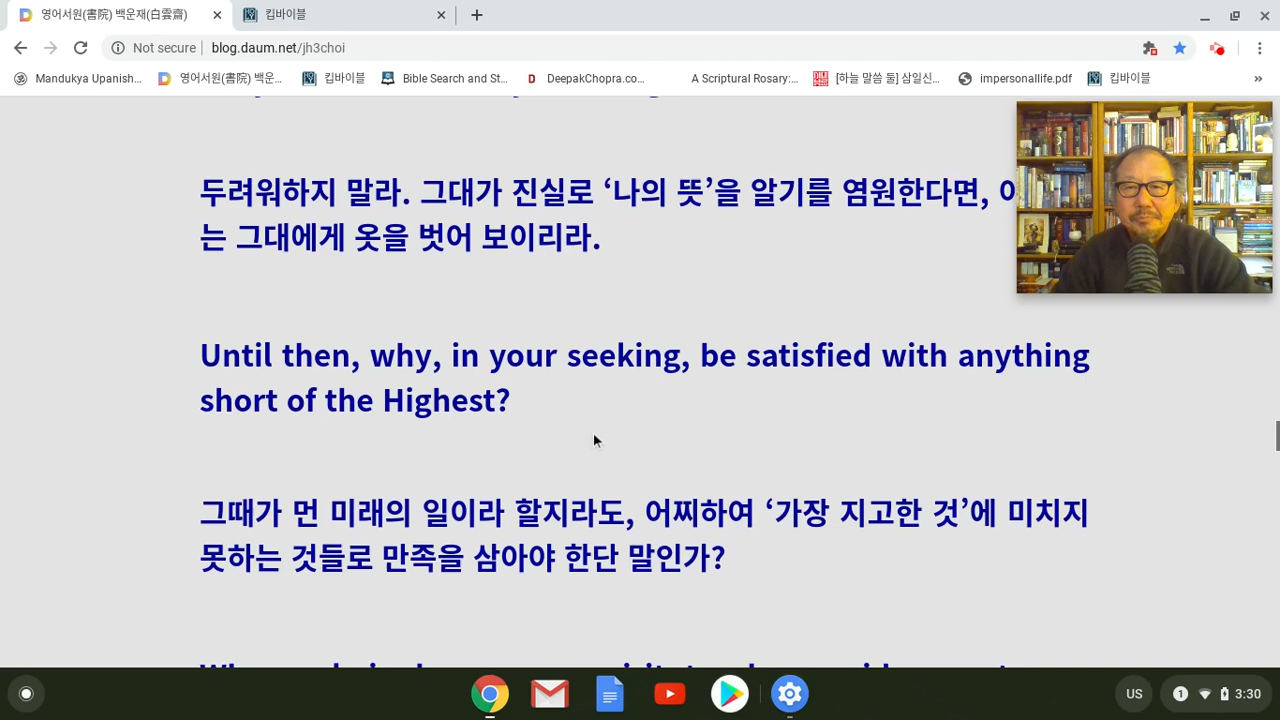 영어서원(書院) 백운재(白雲齋)
킵바이블
Not secure
blog.daum.net/jh3choi
Mandukya Upanish...
영어서원(書院) 백운...
킵바이블
Bible Search and St...
DeepakChopra.co...
A Scriptural Rosary:...
[하늘 말씀 둘] 삼일신...
impersonallife.pdf
킵바이블
두려워하지 말라. 그대가 진실로 ‘나의 뜻’을 알기를 염원한다면,
는 그대에게 옷을 벗어 보이리라.
Until then, why, in your seeking, be satisfied with anything
short of the Highest?
그때가 먼 미래의 일이라 할지라도, 어찌하여 ‘가장 지고한 것’에 미치지
못하는 것들로 만족을 삼아야 한단 말인가?
US
1
3:30